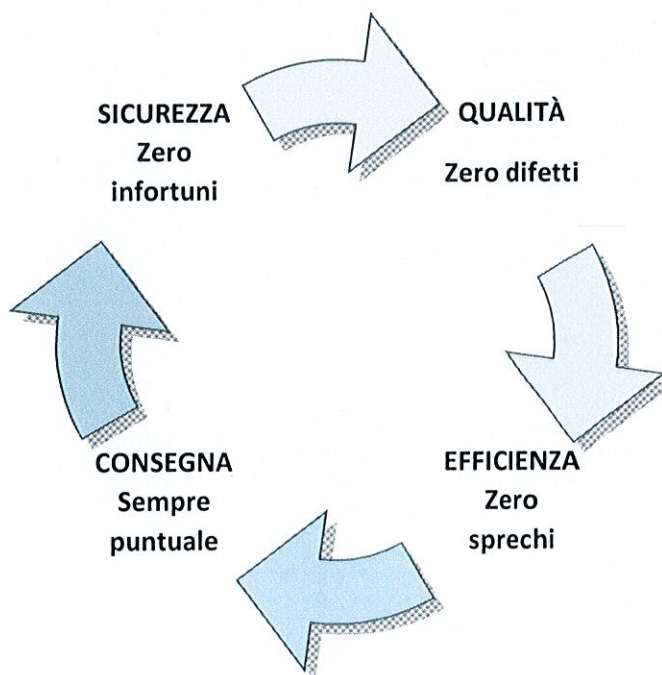 SICUREZZA
Zero
infortuni
QUALITÀ
Zero difetti
EFFICIENZA
Zero
sprechi
CONSEGNA
Sempre
puntuale